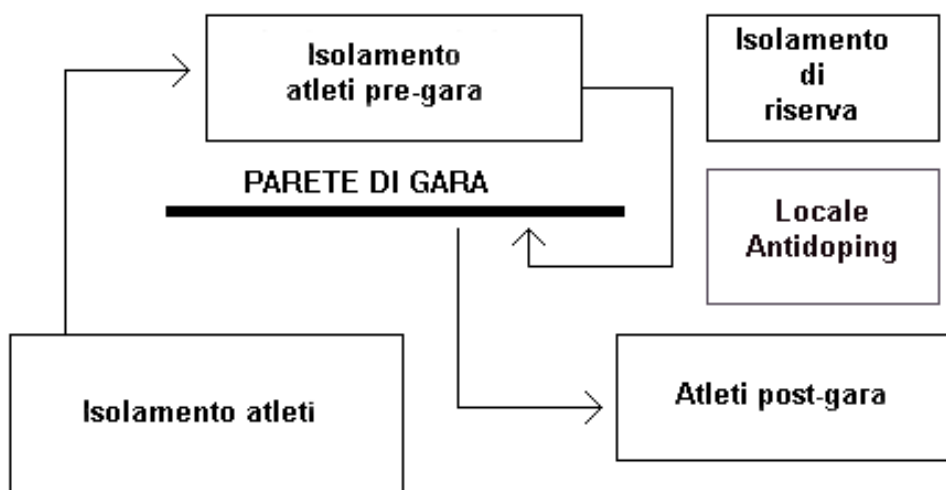 Isolamento
atleti pre-gara
Isolamento
di
riserva
PARETE DI GARA
Locale
Antidoping
Isolamento atleti
Atleti post-gara